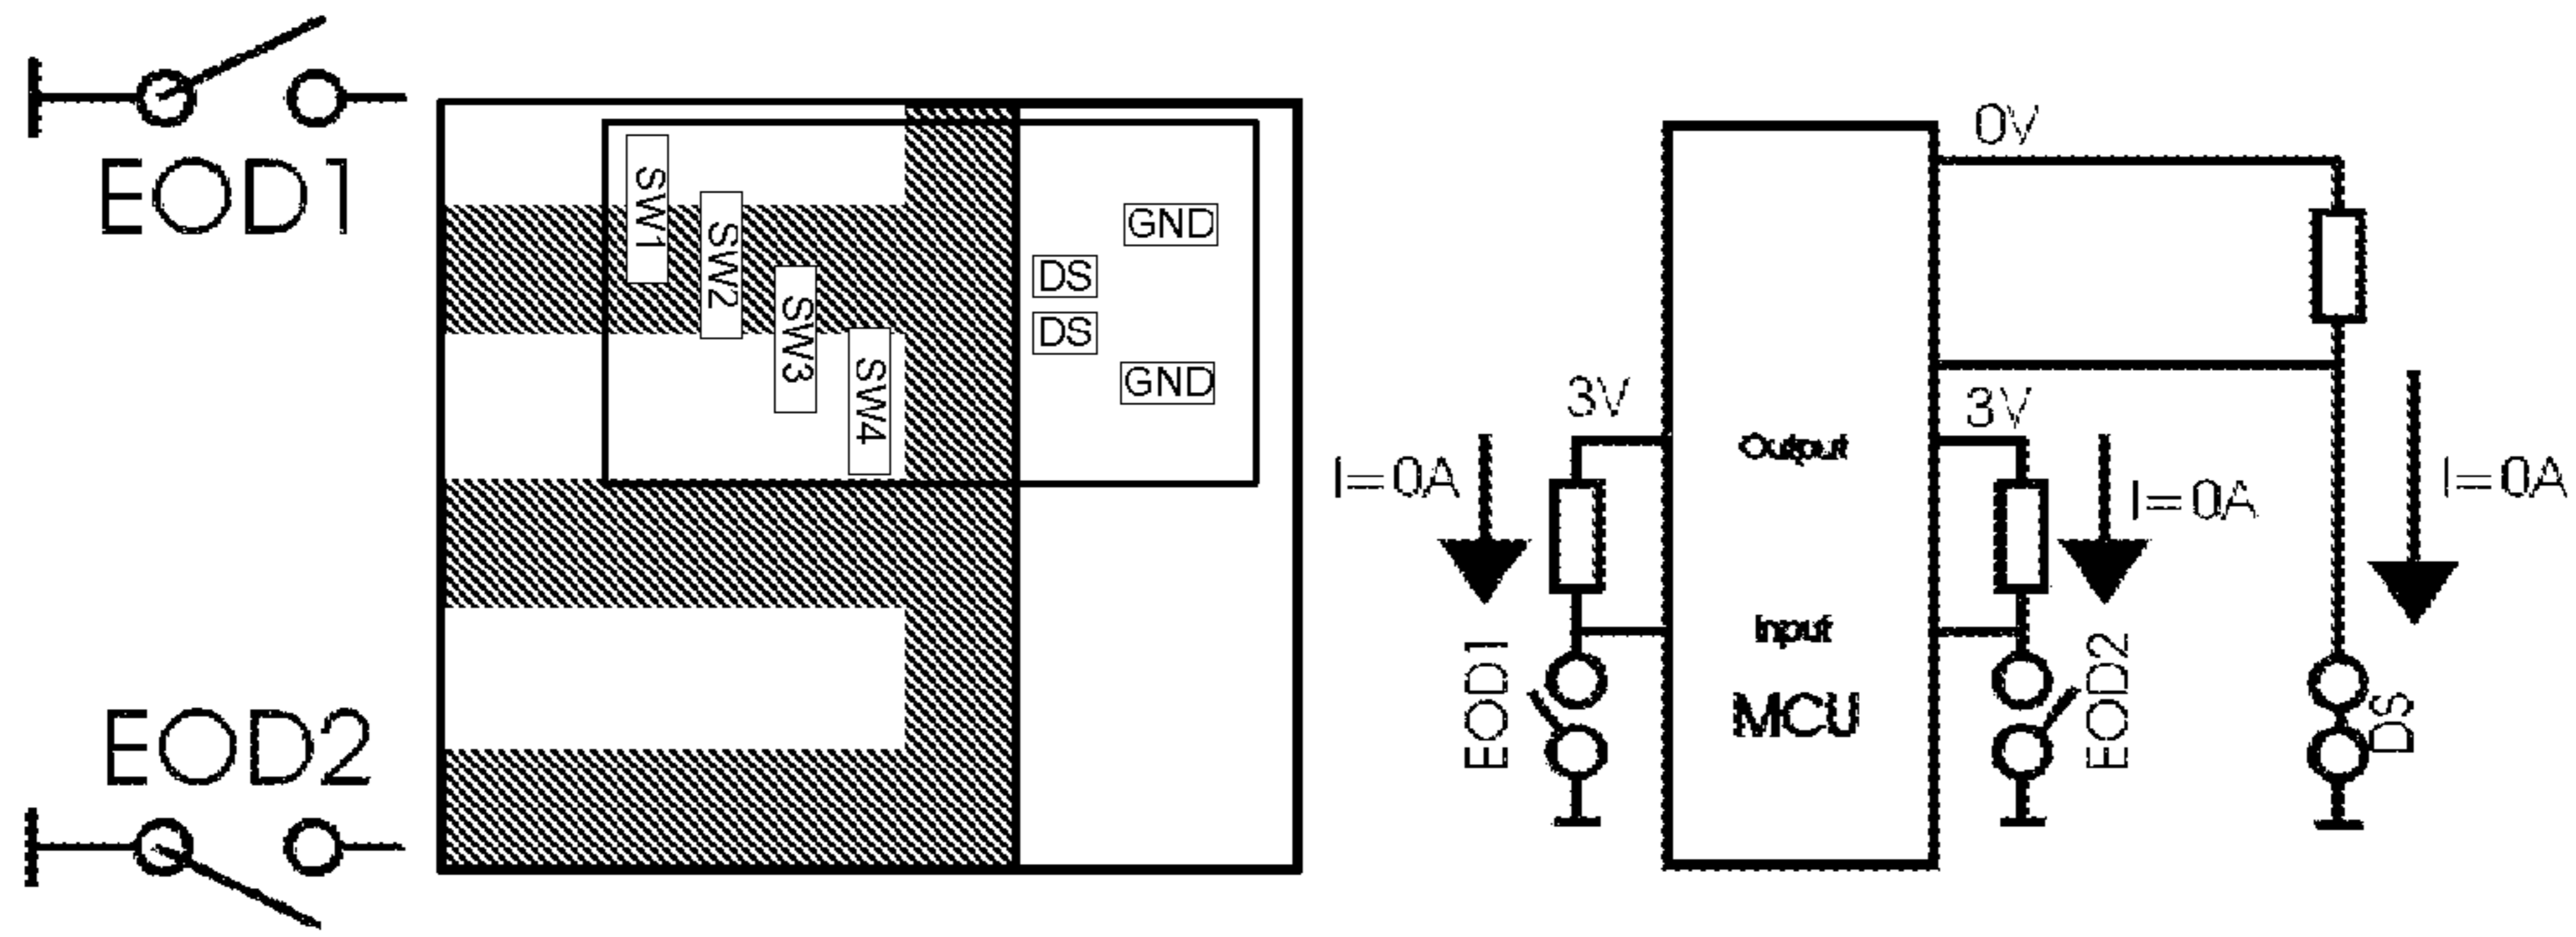 EOD1
SW1
SW2
SW3
SW4
GND
DS
DS
GND
EOD2
0V
3V
3V
Output
I=0A
I=0A
I=0A
Input
EOD1
EOD2
MCU
DS